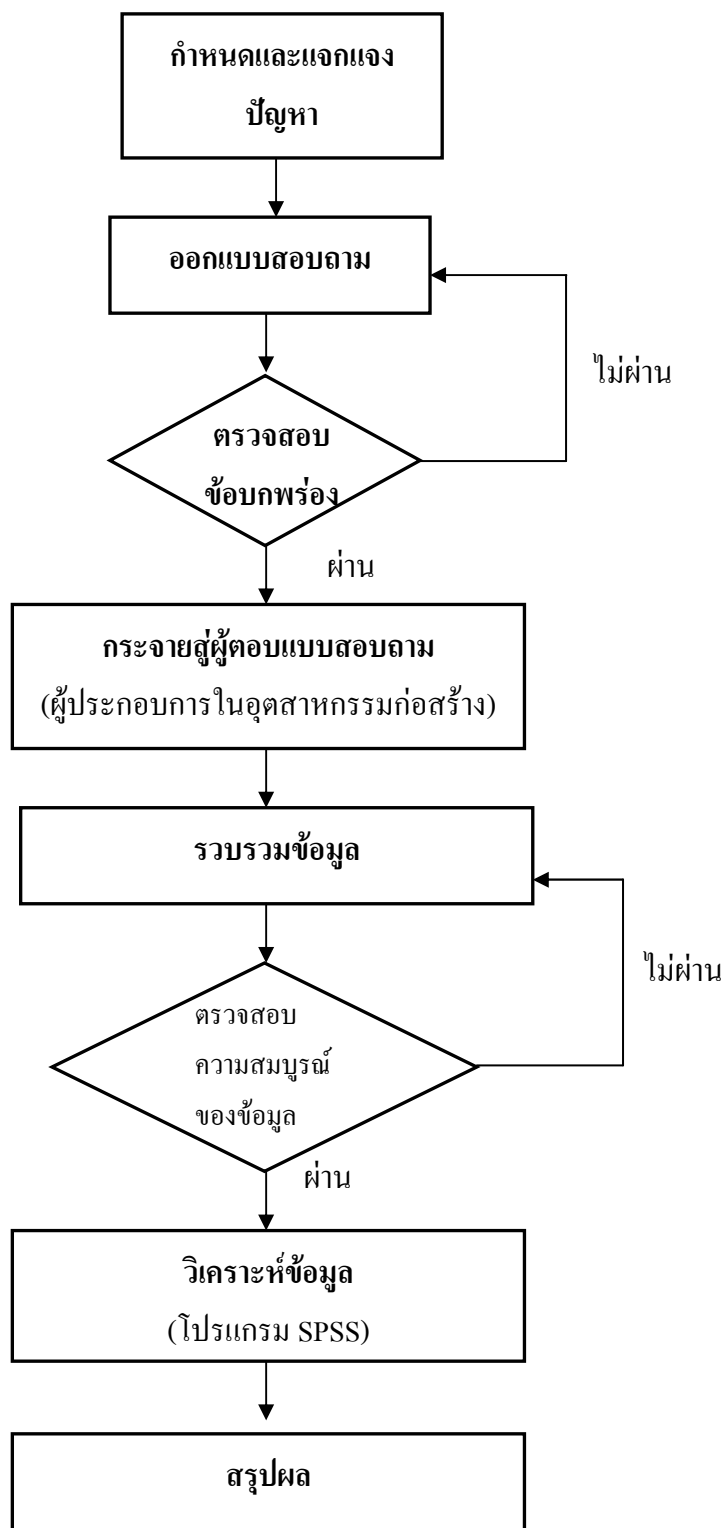 กำหนดและแจกแจง
ปัญหา
ออกแบบสอบถาม
ไม่ผ่าน
ตรวจสอบ
ข้อบกพร่อง
ผ่าน
กระจายสู่ผู้ตอบแบบสอบถาม
(ผู้ประกอบการในอุตสาหกรรมก่อสร้าง)
รวบรวมข้อมูล
ไม่ผ่าน
ตรวจสอบ
ความสมบูรณ์
ของข้อมูล
ผ่าน
วิเคราะห์ข้อมูล
(โปรแกรม SPSS)
สรุปผล